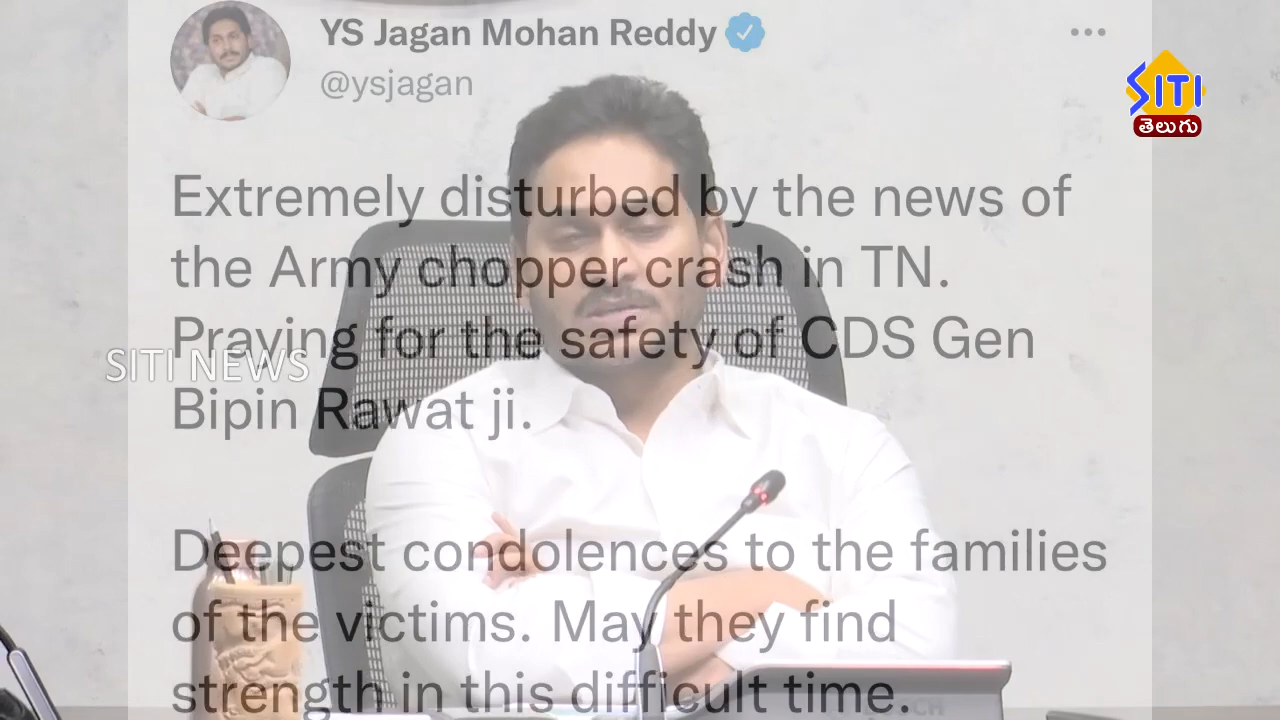 YS Jagan Mohan Reddy
@ysjagan
SITI
తెలుగు
Extremely disturbed by the news of
the Army chopper crash in TN.
Praying for the safety of CDS Gen
Bipin Rawat ji.
SITI NEWS
Deepest condolences to the families
of the victims. May they find
strength in this difficult time.
BOSCH